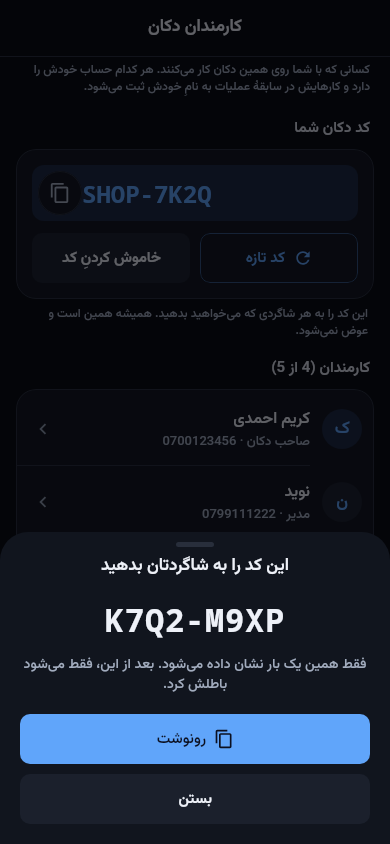 کارمندان دکان
کسانی که با شما روی همین دکان کار می‌کنند. هر کدام حساب خودش را
دارد و کارهایش در سابقهٔ عملیات به نامِ خودش ثبت می‌شود.
کد دکان شما
SHOP-7K2Q
کد تازه
خاموش کردنِ کد
این کد را به هر شاگردی که می‌خواهید بدهید. همیشه همین است و
عوض نمی‌شود.
کارمندان (4 از 5)
ک
کریم احمدی
صاحب دکان · 0700123456
ن
نوید
مدیر · 0799111222
این کد را به شاگردتان بدهید
K7Q2-M9XP
فقط همین یک بار نشان داده می‌شود. بعد از این، فقط می‌شود
باطلش کرد.
رونوشت
بستن